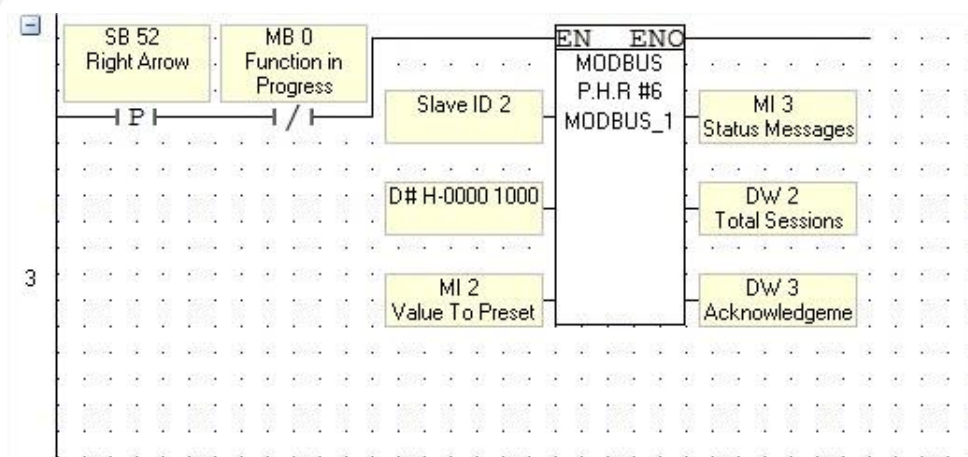 SB 52
Right Arrow
MB 0
Function in
Progress
P
EN ENO
MODBUS
P.H.R #6
MODBUS_1
Slave ID 2
MI 3
Status Messages
D# H-0000 1000
DW 2
Total Sessions
3
MI 2
Value To Preset
DW 3
Acknowledgeme